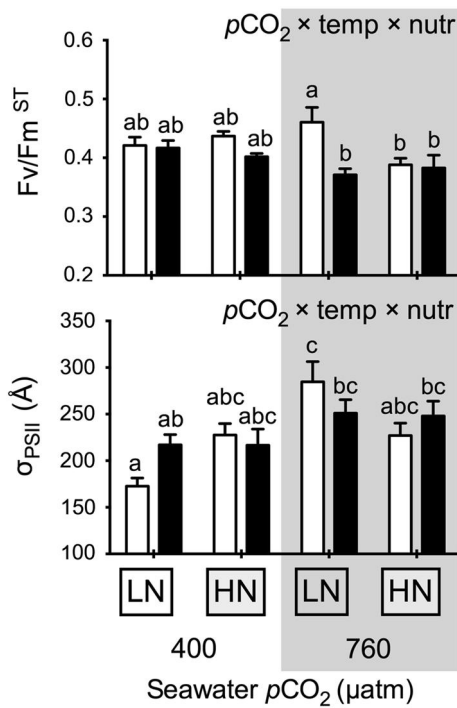 pCO₂ × temp × nutr
Fv/Fm ST
0.6
0.5
0.4
0.3
0.2
ab ab ab ab a b b b
pCO₂ × temp × nutr
σPSII (Å)
350
300
250
200
150
100
a ab abc abc c bc abc bc
LN HN LN HN
400 760
Seawater pCO₂ (µatm)